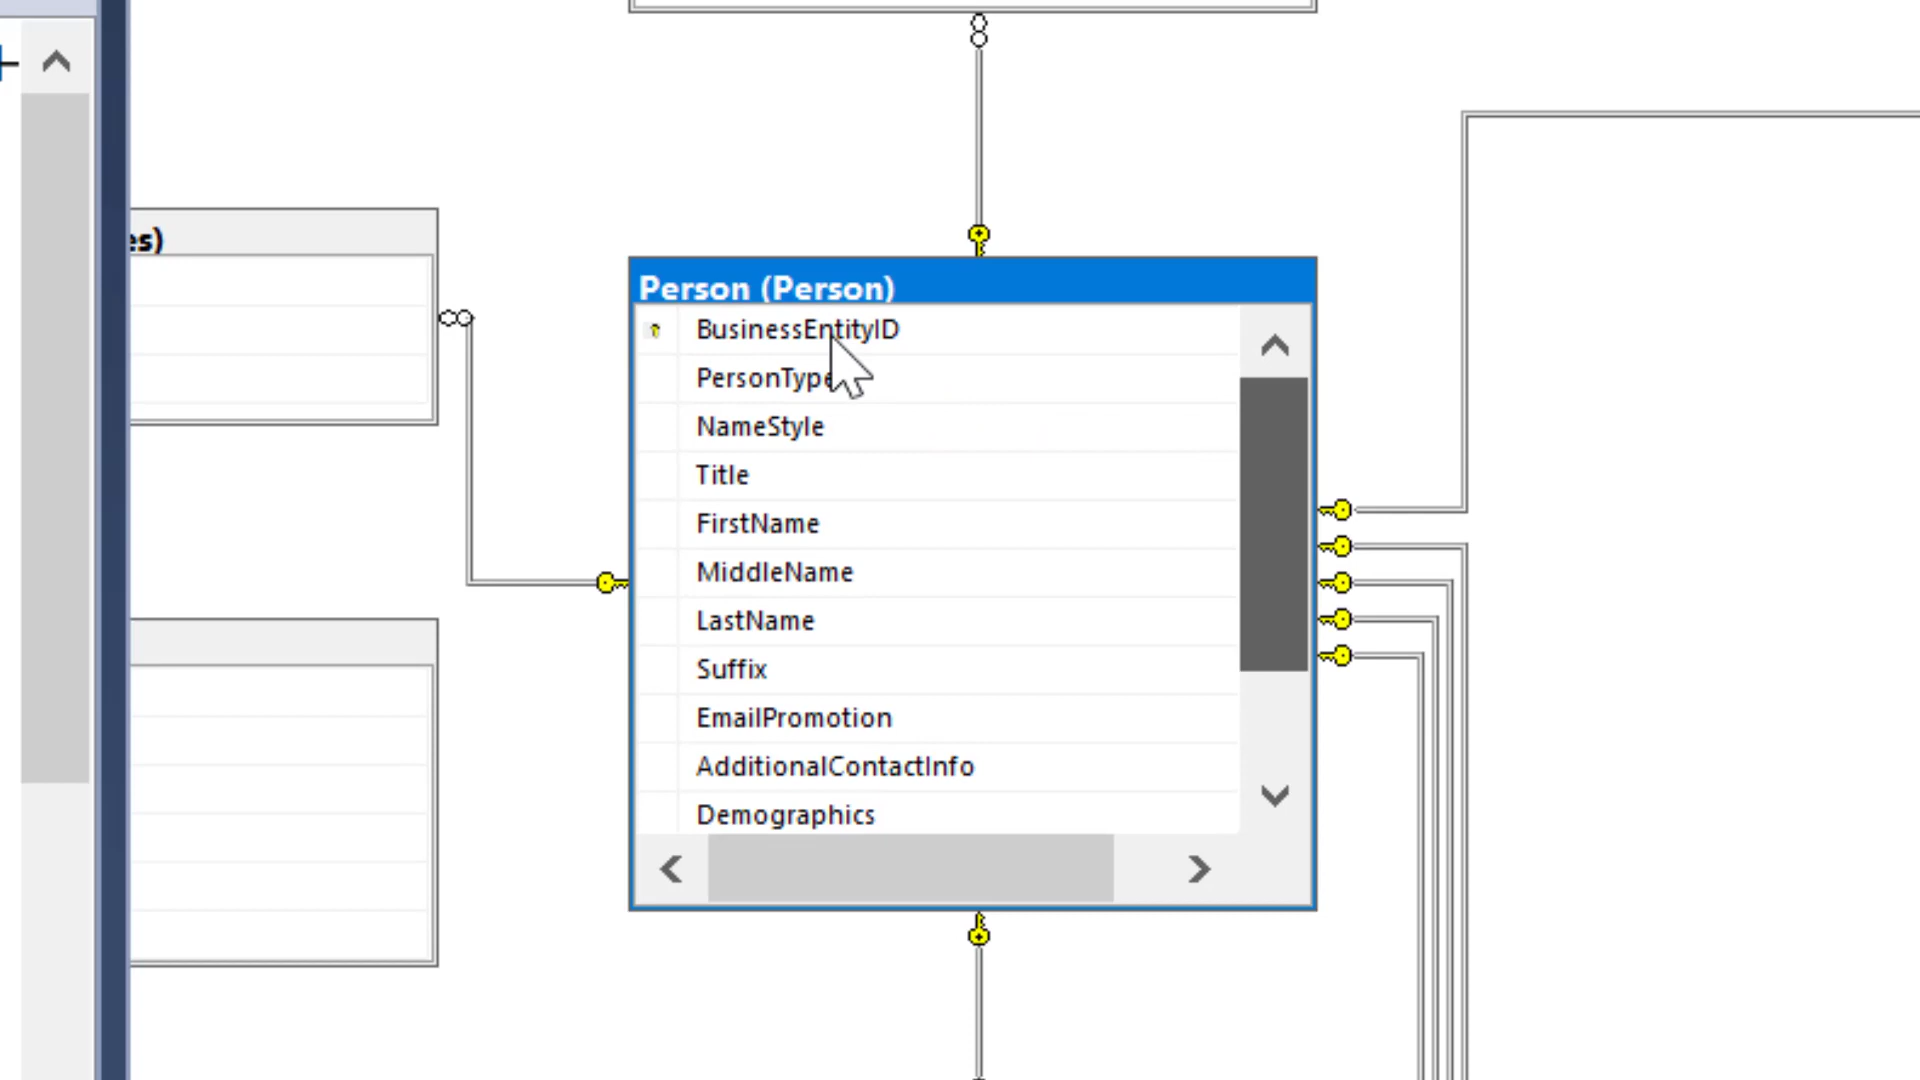 es)
Person (Person)
BusinessEntityID
PersonType
NameStyle
Title
FirstName
MiddleName
LastName
Suffix
EmailPromotion
AdditionalContactInfo
Demographics